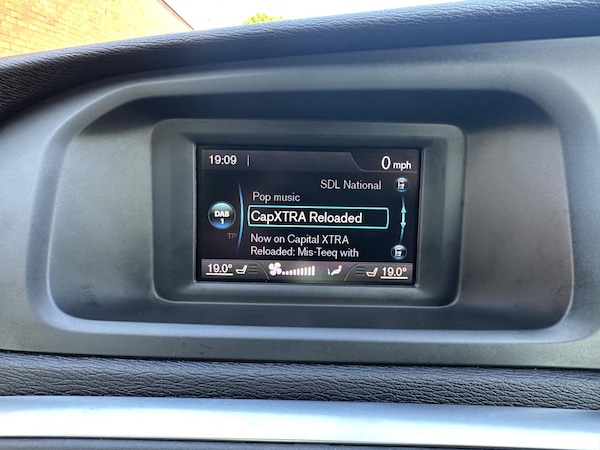 19:09
0 mph
SDL National
Pop music
DAB
1
CapXTRA Reloaded
TP
Now on Capital XTRA
Reloaded: Mis-Teeq with
19.0°
19.0°